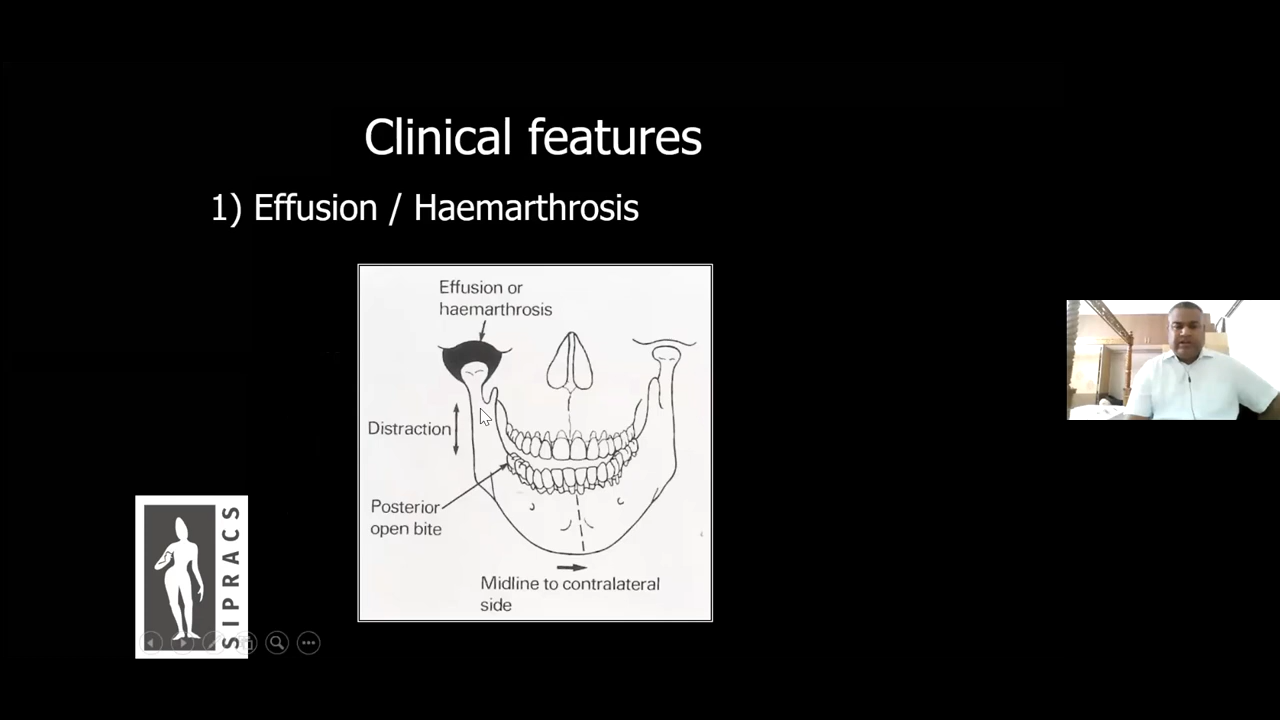 Clinical features
1) Effusion / Haemarthrosis
Effusion or
haemarthrosis
Distraction
Posterior
open bite
Midline to contralateral
side
SIPRACS